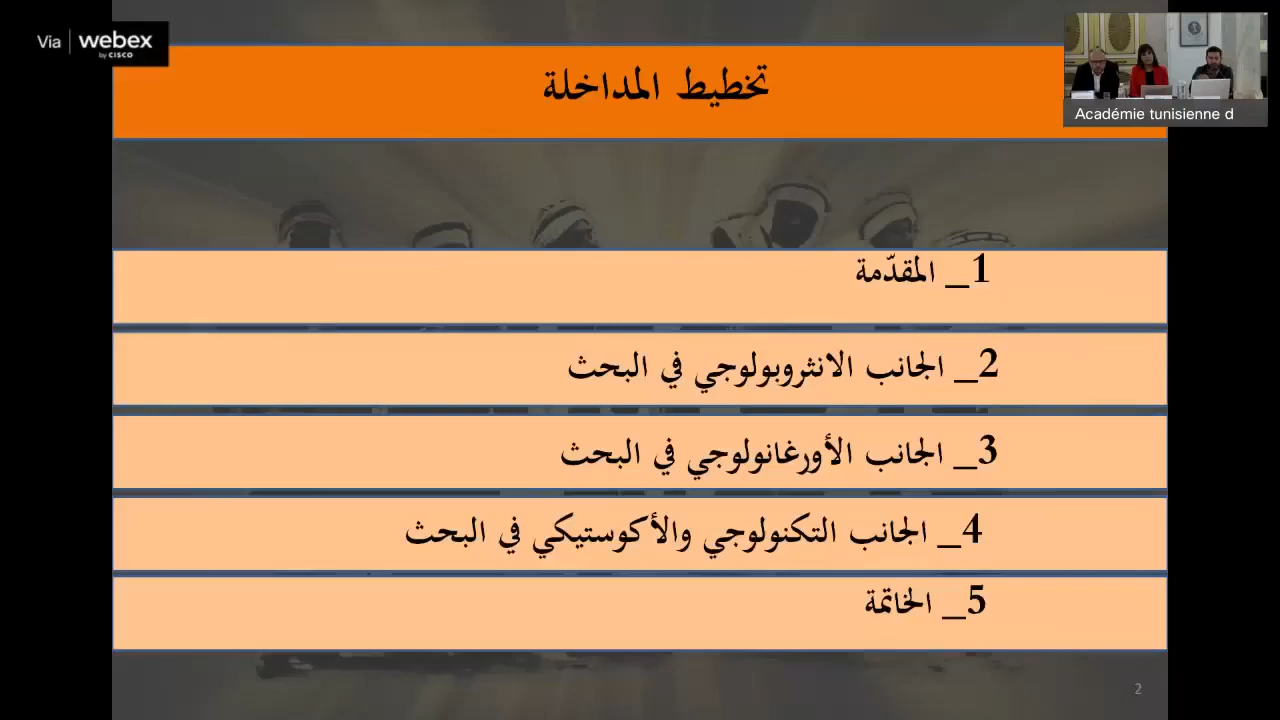 Via webex
by CISCO
تخطيط المداخلة
Académie tunisienne d
1_ المقدّمة
2_ الجانب الانثروبولوجي في البحث
3_ الجانب الأورغانولوجي في البحث
4_ الجانب التكنولوجي والأكوستيكي في البحث
5_ الخاتمة
2